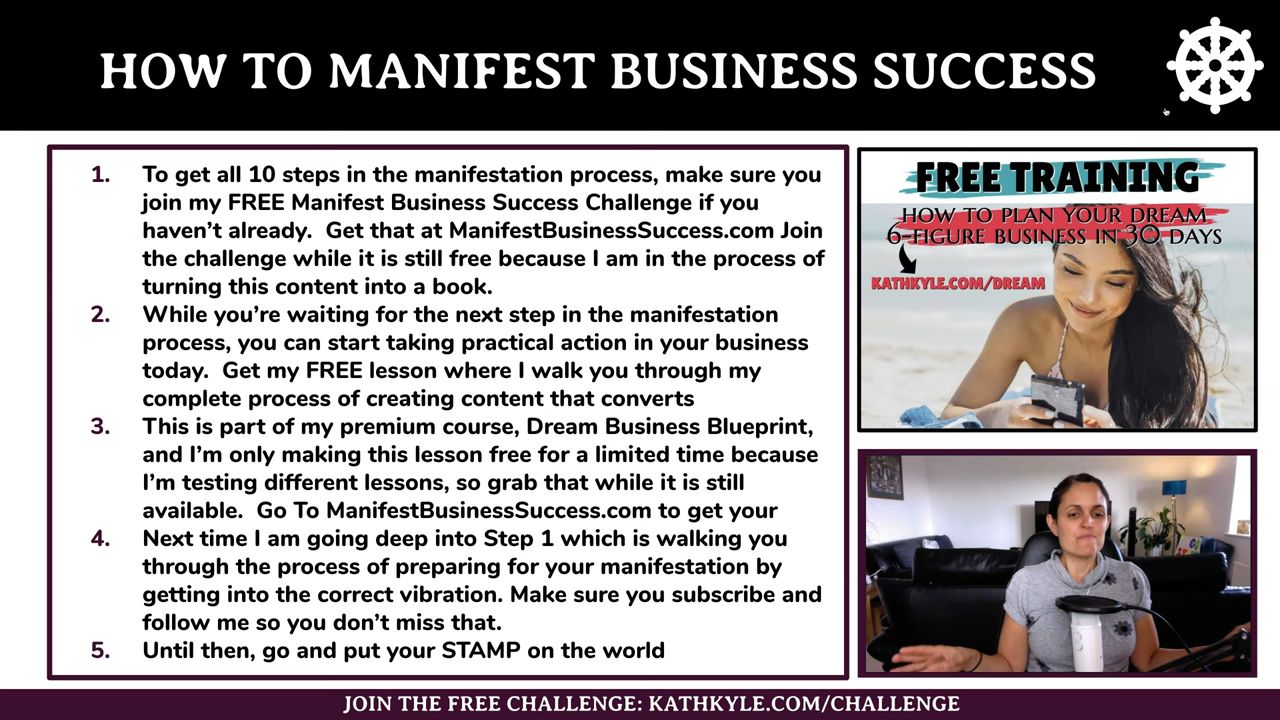 HOW TO MANIFEST BUSINESS SUCCESS
1. To get all 10 steps in the manifestation process, make sure you
join my FREE Manifest Business Success Challenge if you
haven't already.  Get that at ManifestBusinessSuccess.com Join
the challenge while it is still free because I am in the process of
turning this content into a book.
2. While you're waiting for the next step in the manifestation
process, you can start taking practical action in your business
today.  Get my FREE lesson where I walk you through my
complete process of creating content that converts
3. This is part of my premium course, Dream Business Blueprint,
and I'm only making this lesson free for a limited time because
I'm testing different lessons, so grab that while it is still
available.  Go To ManifestBusinessSuccess.com to get your
4. Next time I am going deep into Step 1 which is walking you
through the process of preparing for your manifestation by
getting into the correct vibration. Make sure you subscribe and
follow me so you don't miss that.
5. Until then, go and put your STAMP on the world
FREE TRAINING
HOW TO PLAN YOUR DREAM
6-FIGURE BUSINESS IN 30 DAYS
KATHKYLE.COM/DREAM
JOIN THE FREE CHALLENGE: KATHKYLE.COM/CHALLENGE